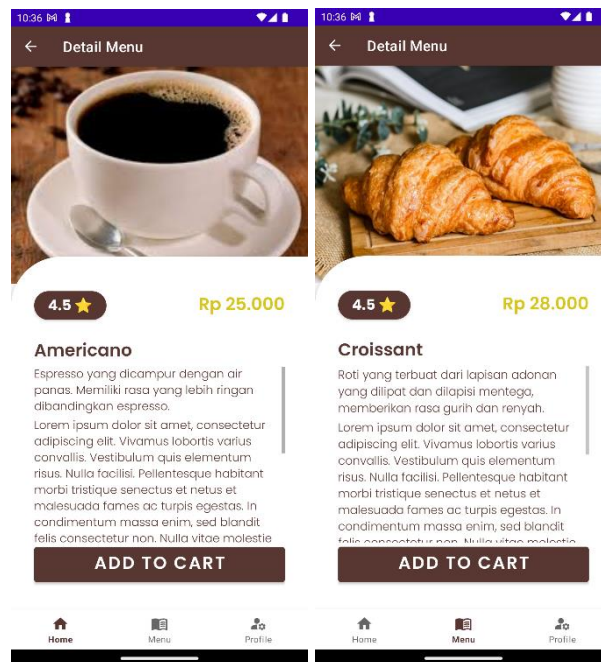 10:36
Detail Menu
4.5
Rp 25.000
Americano
Espresso yang dicampur dengan air
panas. Memiliki rasa yang lebih ringan
dibandingkan espresso.
Lorem ipsum dolor sit amet, consectetur
adipiscing elit. Vivamus lobortis varius
convallis. Vestibulum quis elementum
risus. Nulla facilisi. Pellentesque habitant
morbi tristique senectus et netus et
malesuada fames ac turpis egestas. In
condimentum massa enim, sed blandit
felis consectetur non. Nulla vitae molestie
ADD TO CART
Home
Menu
Profile
10:36
Detail Menu
4.5
Rp 28.000
Croissant
Roti yang terbuat dari lapisan adonan
yang dilipat dan dilapisi mentega,
memberikan rasa gurih dan renyah.
Lorem ipsum dolor sit amet, consectetur
adipiscing elit. Vivamus lobortis varius
convallis. Vestibulum quis elementum
risus. Nulla facilisi. Pellentesque habitant
morbi tristique senectus et netus et
malesuada fames ac turpis egestas. In
condimentum massa enim, sed blandit
felis consectetur non. Nulla vitae molestie
ADD TO CART
Home
Menu
Profile